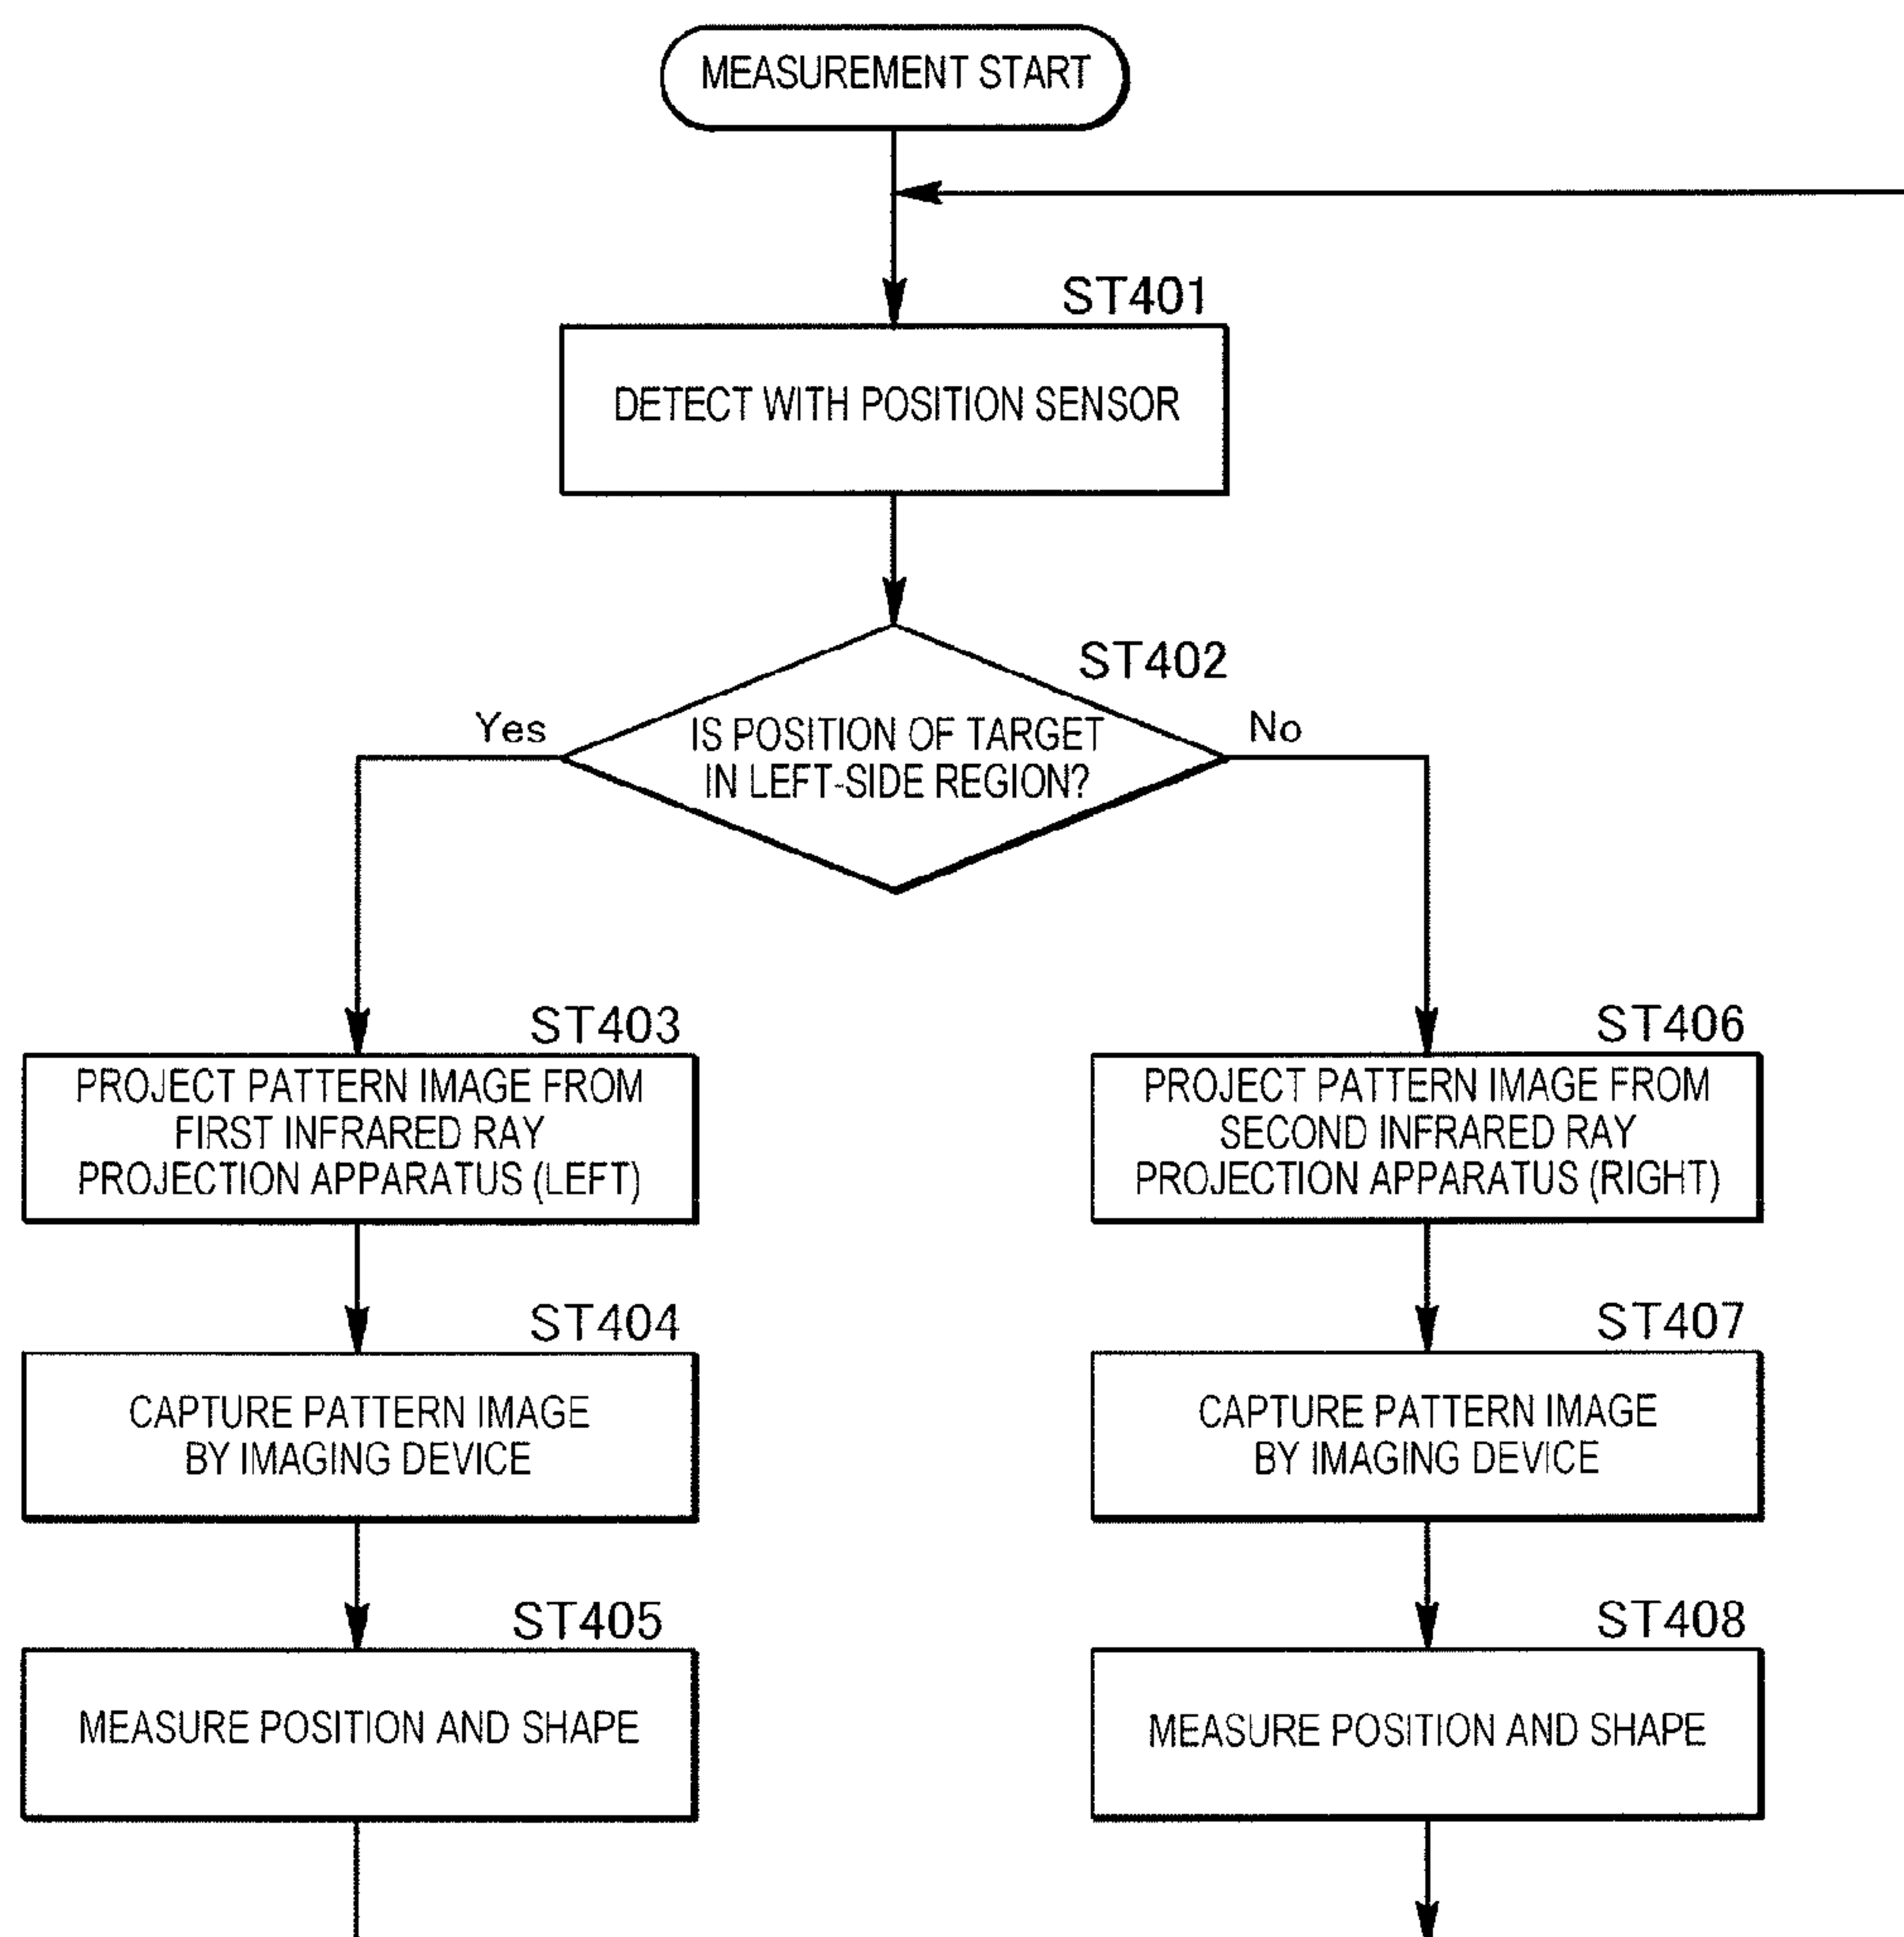 MEASUREMENT START
ST401
DETECT WITH POSITION SENSOR
ST402
Yes
IS POSITION OF TARGET
IN LEFT-SIDE REGION?
No
ST403
PROJECT PATTERN IMAGE FROM
FIRST INFRARED RAY
PROJECTION APPARATUS (LEFT)
ST404
CAPTURE PATTERN IMAGE
BY IMAGING DEVICE
ST405
MEASURE POSITION AND SHAPE
ST406
PROJECT PATTERN IMAGE FROM
SECOND INFRARED RAY
PROJECTION APPARATUS (RIGHT)
ST407
CAPTURE PATTERN IMAGE
BY IMAGING DEVICE
ST408
MEASURE POSITION AND SHAPE